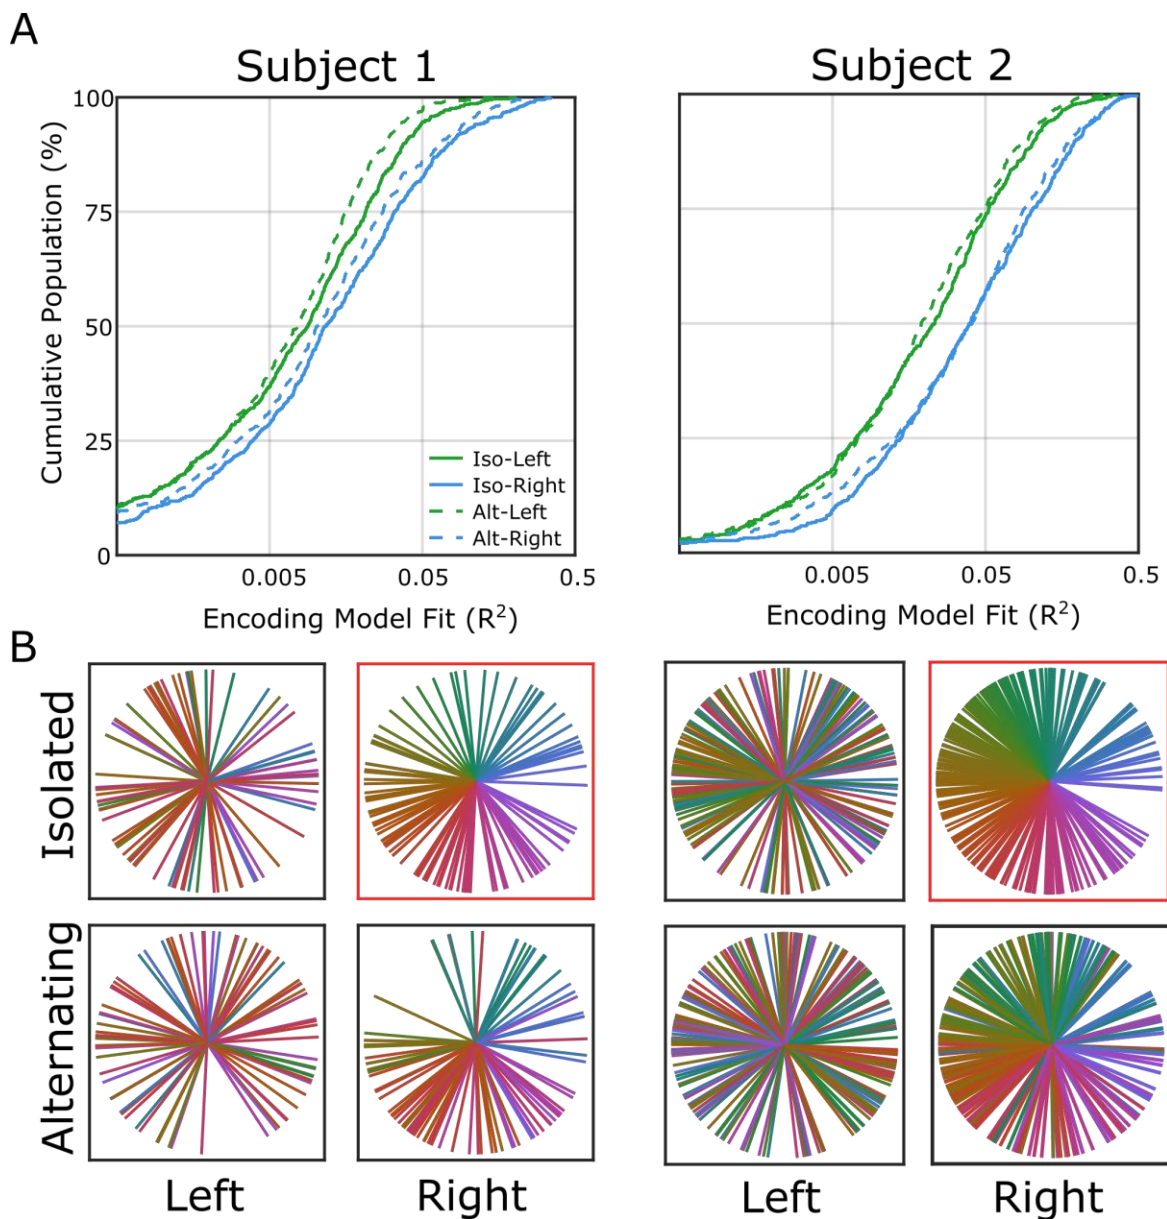 A
Subject 1
Subject 2
Cumulative Population (%)
100
75
50
25
0
Iso-Left
Iso-Right
Alt-Left
Alt-Right
0.005
0.05
0.5
0.005
0.05
0.5
Encoding Model Fit (R²)
Encoding Model Fit (R²)
B
Isolated
Alternating
Left
Right
Left
Right